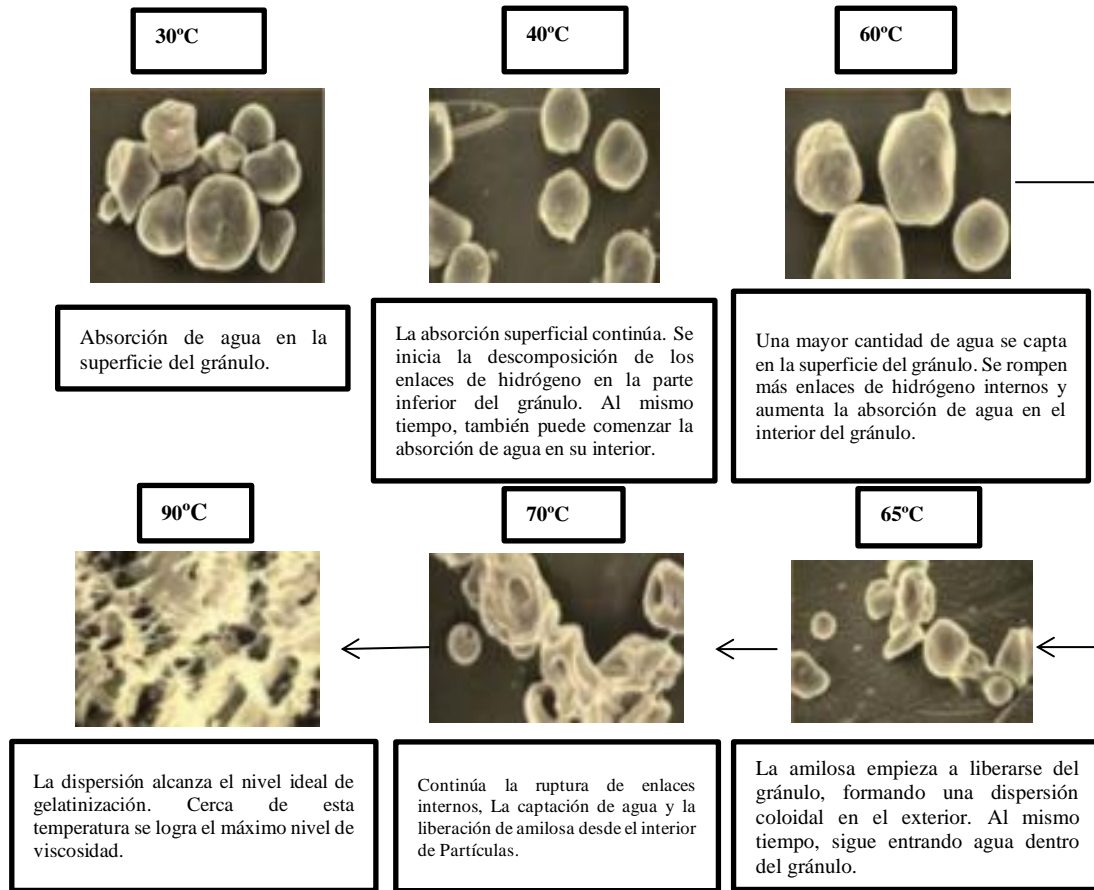 30ºC
40ºC
60ºC
Absorción de agua en la
superficie del gránulo.
La absorción superficial continúa. Se
inicia la descomposición de los
enlaces de hidrógeno en la parte
inferior del gránulo. Al mismo
tiempo, también puede comenzar la
absorción de agua en su interior.
Una mayor cantidad de agua se capta
en la superficie del gránulo. Se rompen
más enlaces de hidrógeno internos y
aumenta la absorción de agua en el
interior del gránulo.
90ºC
70ºC
65ºC
La dispersión alcanza el nivel ideal de
gelatinización. Cerca de esta
temperatura se logra el máximo nivel de
viscosidad.
Continúa la ruptura de enlaces
internos, La captación de agua y la
liberación de amilosa desde el interior
de Partículas.
La amilosa empieza a liberarse del
gránulo, formando una dispersión
coloidal en el exterior. Al mismo
tiempo, sigue entrando agua dentro
del gránulo.